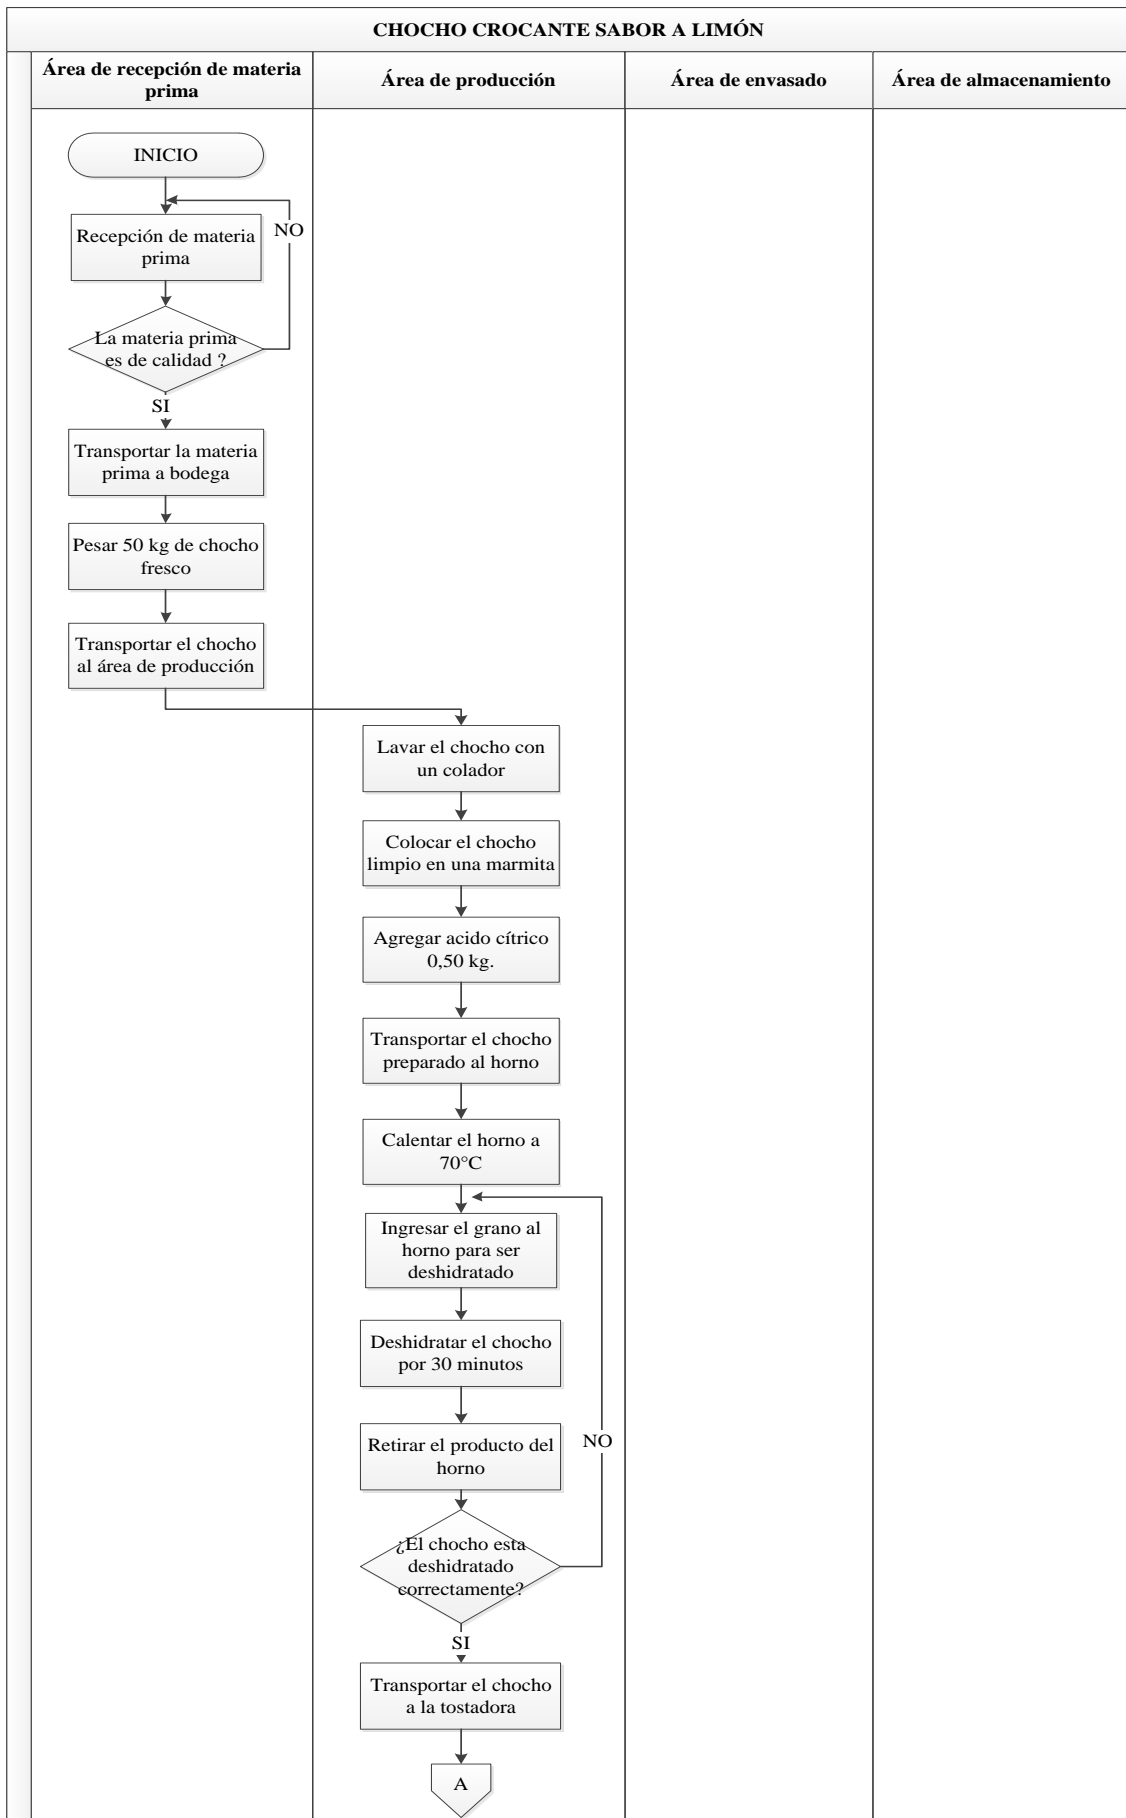 CHOCHO CROCANTE SABOR A LIMÓN
Área de recepción de materia
prima
Área de producción
Área de envasado
Área de almacenamiento
INICIO
NO
Recepción de materia
prima
La materia prima
es de calidad ?
SI
Transportar la materia
prima a bodega
Pesar 50 kg de chocho
fresco
Transportar el chocho
al área de producción
Lavar el chocho con
un colador
Colocar el chocho
limpio en una marmita
Agregar acido cítrico
0,50 kg.
Transportar el chocho
preparado al horno
Calentar el horno a
70°C
Ingresar el grano al
horno para ser
deshidratado
Deshidratar el chocho
por 30 minutos
Retirar el producto del
horno
NO
¿El chocho esta
deshidratado
correctamente?
SI
Transportar el chocho
a la tostadora
A